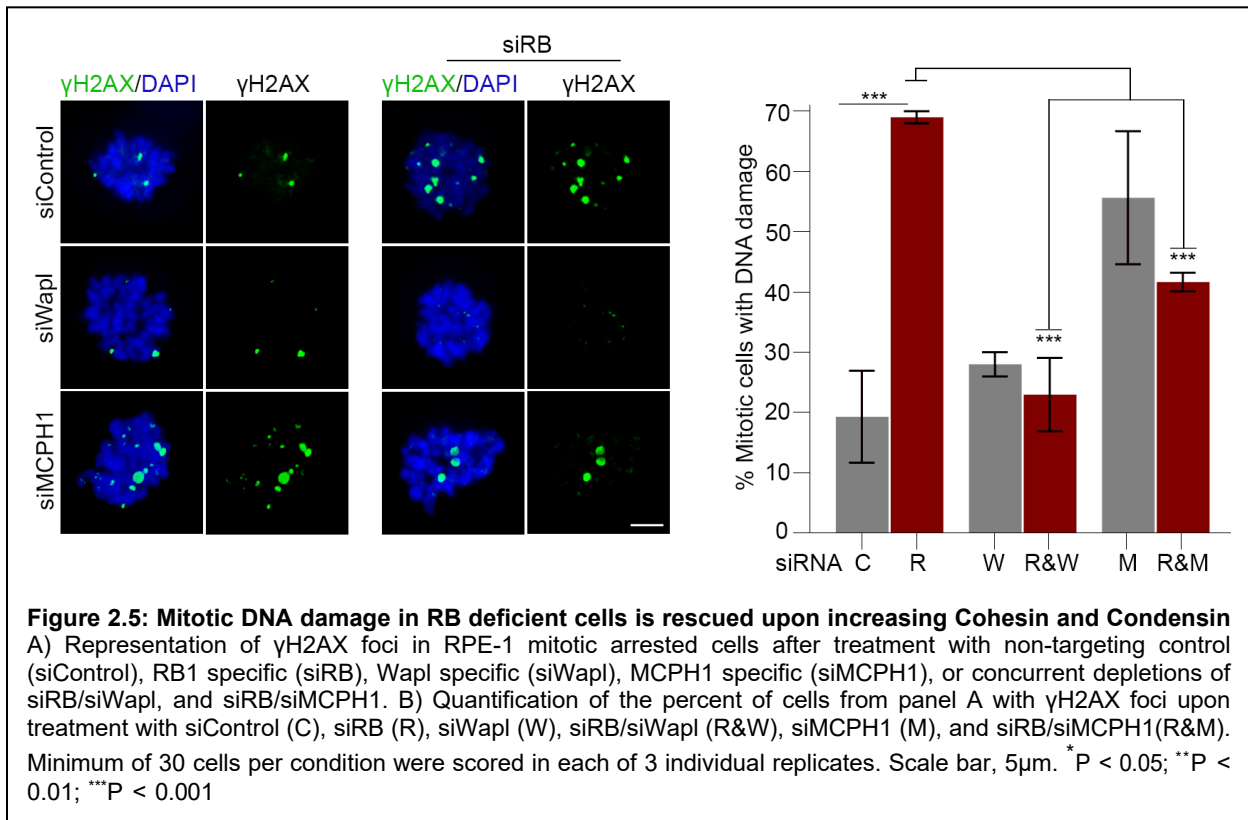 siRB
γH2AX/DAPI γH2AX γH2AX/DAPI γH2AX
siControl
siWapl
siMCPH1
% Mitotic cells with DNA damage
70
60
50
40
30
20
10
0
***
***
***
siRNA C R W R&W M R&M
Figure 2.5: Mitotic DNA damage in RB deficient cells is rescued upon increasing Cohesin and Condensin
A) Representation of γH2AX foci in RPE-1 mitotic arrested cells after treatment with non-targeting control
(siControl), RB1 specific (siRB), Wapl specific (siWapl), MCPH1 specific (siMCPH1), or concurrent depletions of
siRB/siWapl, and siRB/siMCPH1. B) Quantification of the percent of cells from panel A with γH2AX foci upon
treatment with siControl (C), siRB (R), siWapl (W), siRB/siWapl (R&W), siMCPH1 (M), and siRB/siMCPH1(R&M).
Minimum of 30 cells per condition were scored in each of 3 individual replicates. Scale bar, 5μm. *P < 0.05; **P <
0.01; ***P < 0.001